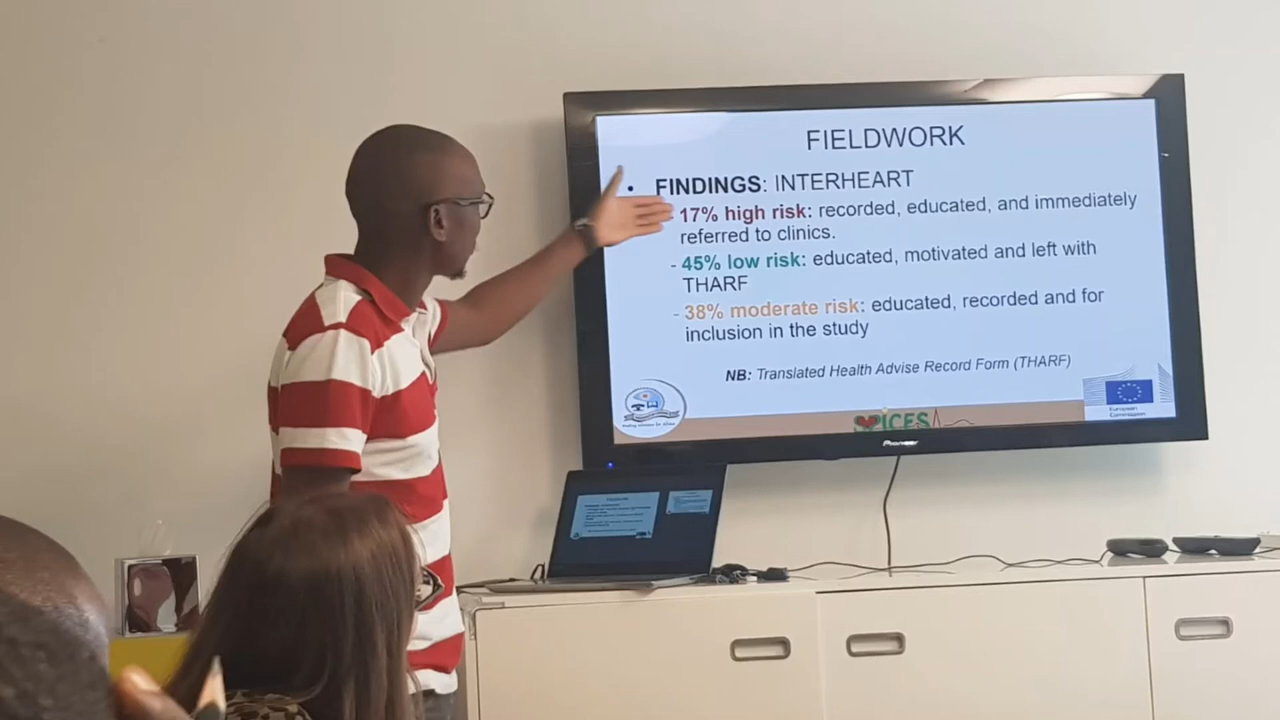 FIELDWORK
• FINDINGS: INTERHEART
- 17% high risk: recorded, educated, and immediately
referred to clinics.
- 45% low risk: educated, motivated and left with
THARF
- 38% moderate risk: educated, recorded and for
inclusion in the study
NB: Translated Health Advise Record Form (THARF)
SPICES
European
Commission
Pioneer